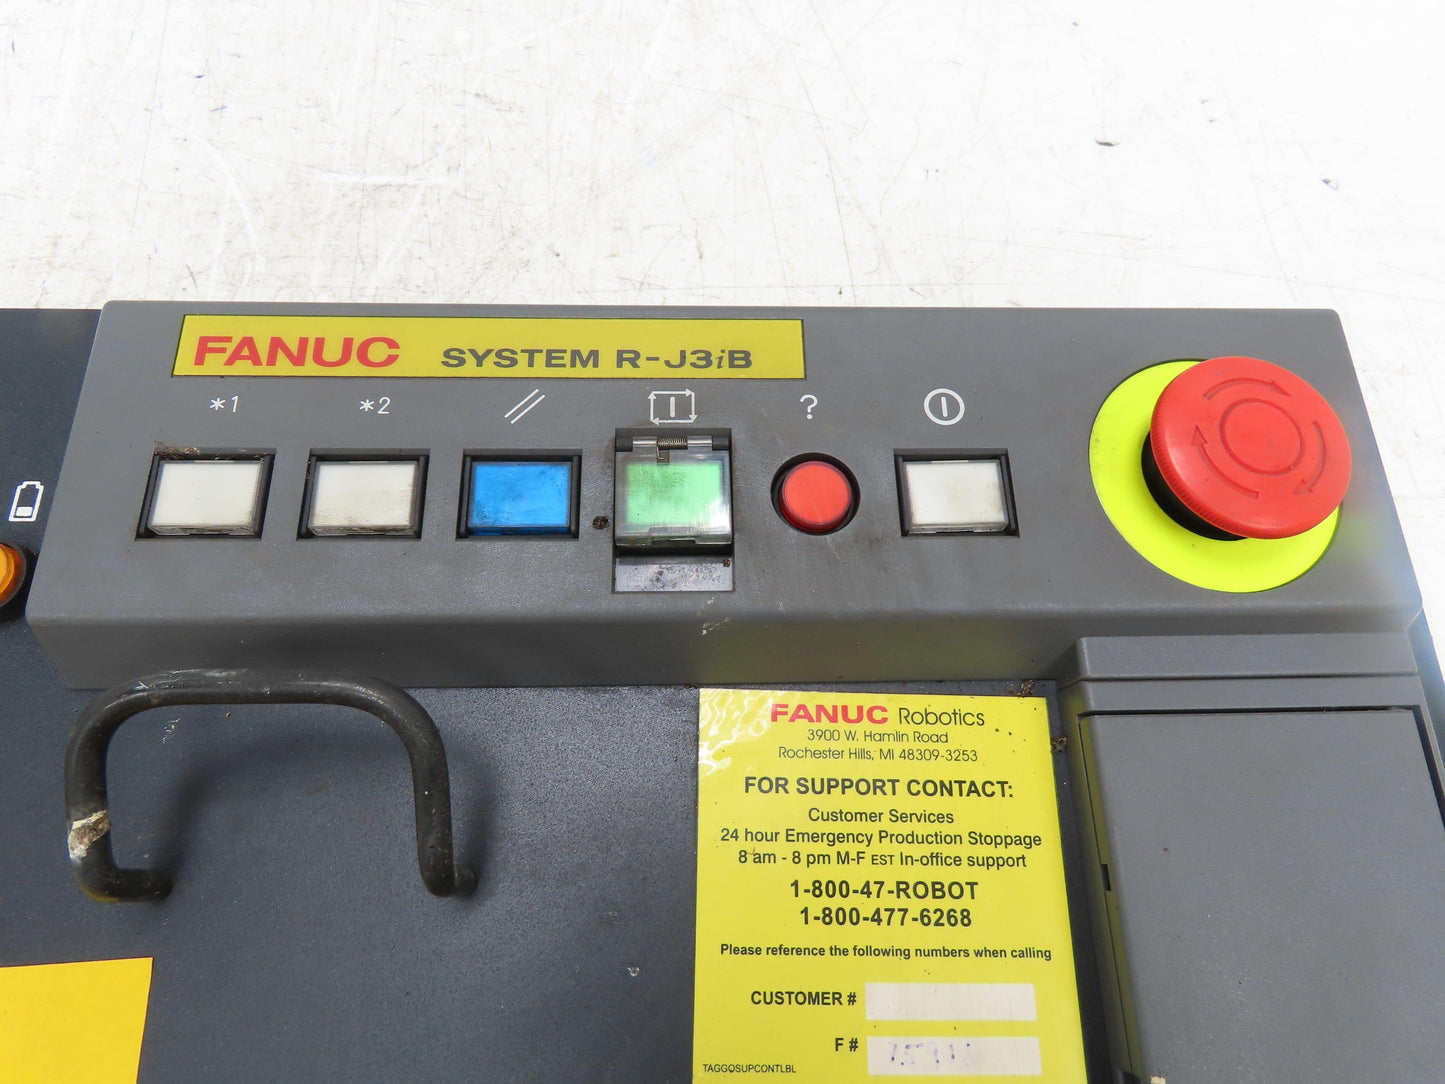 FANUC SYSTEM R-J3iB
*1 *2 ?
FANUC Robotics
3900 W. Hamlin Road
Rochester Hills, MI 48309-3253
FOR SUPPORT CONTACT:
Customer Services
24 hour Emergency Production Stoppage
8 am - 8 pm M-F EST In-office support
1-800-47-ROBOT
1-800-477-6268
Please reference the following numbers when calling
CUSTOMER #
F #
TAGGOSUPCONTLBL